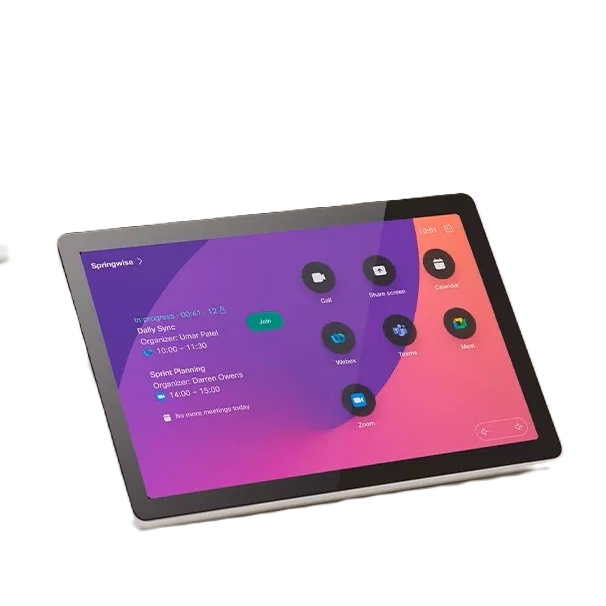 Springwise
10:01
In progress · 00:41 · 12
Daily Sync
Organizer: Umar Patel
10:00 – 11:30
Join
Sprint Planning
Organizer: Darren Owens
14:00 – 15:00
No more meetings today
Call
Share screen
Calendar
Webex
Teams
Meet
Zoom